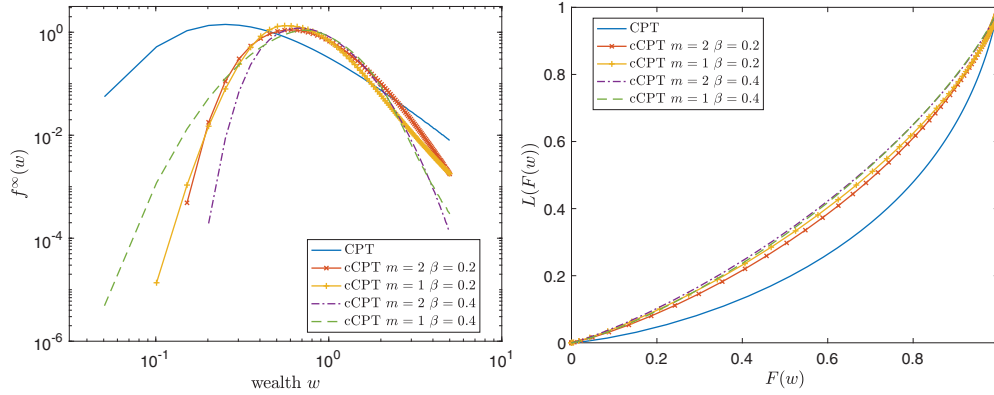 10^0
10^-2
10^-4
10^-6
f^∞(w)
CPT
cCPT m = 2 β = 0.2
cCPT m = 1 β = 0.2
cCPT m = 2 β = 0.4
cCPT m = 1 β = 0.4
10^-1
10^0
10^1
wealth w
1
0.8
0.6
0.4
0.2
0
L(F(w))
CPT
cCPT m = 2 β = 0.2
cCPT m = 1 β = 0.2
cCPT m = 2 β = 0.4
cCPT m = 1 β = 0.4
0
0.2
0.4
0.6
0.8
F(w)